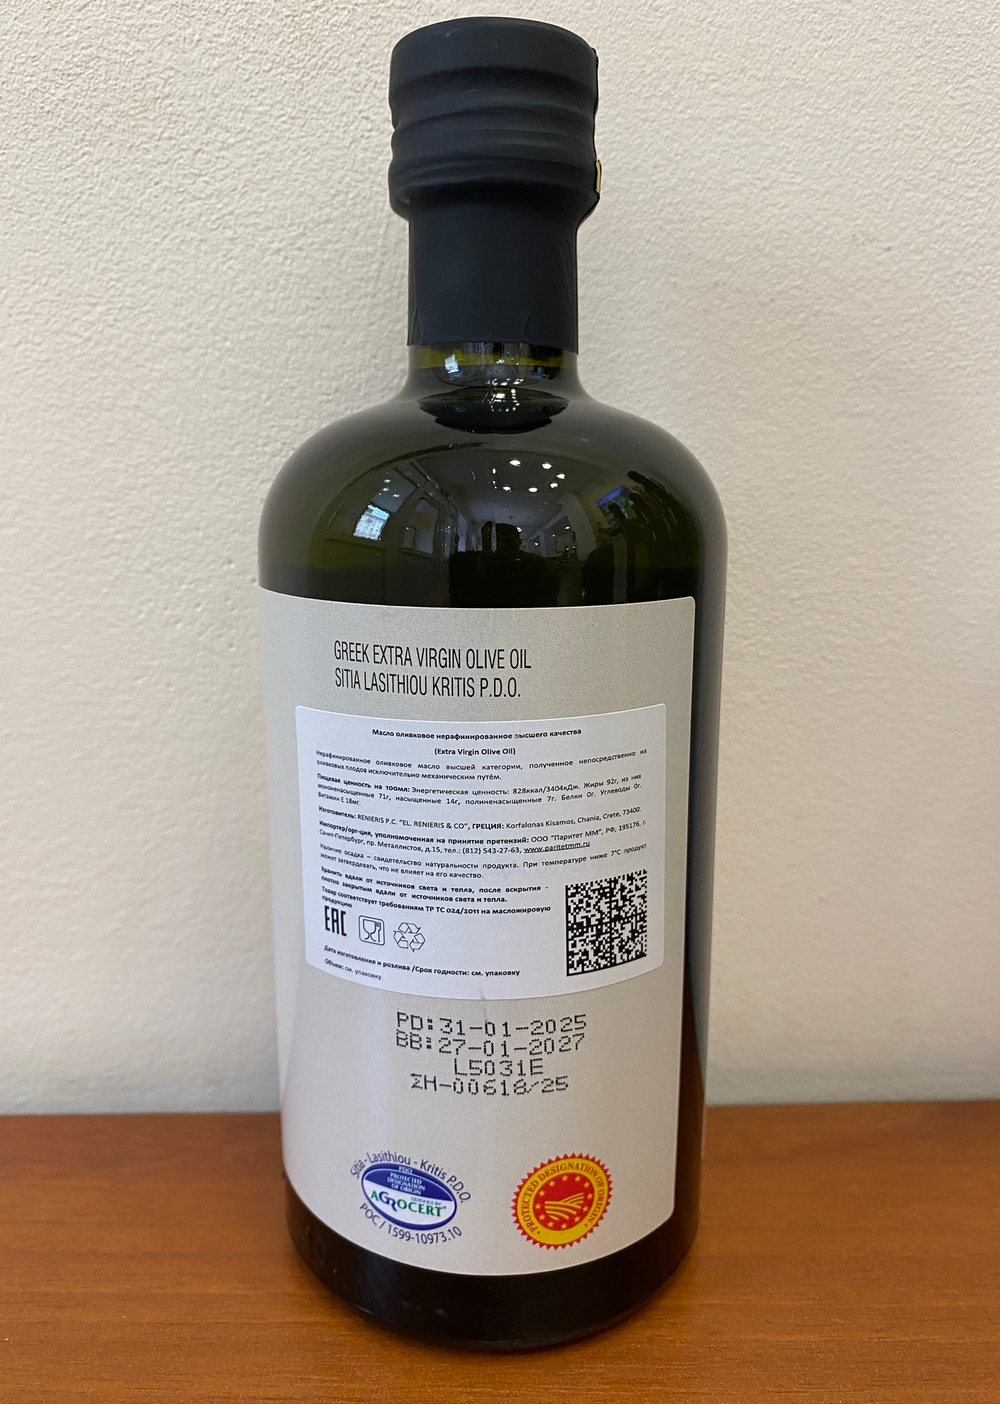 GREEK EXTRA VIRGIN OLIVE OIL
SITIA LASITHIOU KRITIS P.D.O.
Масло оливковое нерафинированное высшего качества
(Extra Virgin Olive Oil)
Нерафинированное оливковое масло высшей категории, полученное непосредственно из
оливковых плодов исключительно механическим путём.
Пищевая ценность на 100мл: Энергетическая ценность: 828ккал/3404кДж. Жиры 92г, из них
мононенасыщенные 71г, насыщенные 14г, полиненасыщенные 7г. Белки 0г. Углеводы 0г.
Витамин Е 18мг.
Изготовитель: RENIERIS P.C. "EL. RENIERIS & CO", ГРЕЦИЯ: Korfalonas Kisamos, Chania, Crete, 73400.
Импортер/орг-ция, уполномоченная на принятие претензий: ООО "Паритет ММ", РФ, 195176, г.
Санкт-Петербург, пр. Металлистов, д.15, тел.: (812) 543-27-63, www.paritetmm.ru
Наличие осадка – свидетельство натуральности продукта. При температуре ниже 7°С продукт
может затвердевать, что не влияет на его качество.
Хранить вдали от источников света и тепла, после вскрытия -
плотно закрытым вдали от источников света и тепла.
Товар соответствует требованиям ТР ТС 024/2011 на масложировую
продукцию
EAC
Дата изготовления и розлива /Срок годности: см. упаковку
Объем: см. упаковку.
PD:31-01-2025
BB:27-01-2027
L5031E
ΣΗ-00618/25
Sitia - Lasithiou - Kritis P.D.O.
PDO
PROTECTED
DESIGNATION
OF ORIGIN
CERTIFIED BY:
AGROCERT
POC / 1599-10973.10
PROTECTED DESIGNATION OF ORIGIN